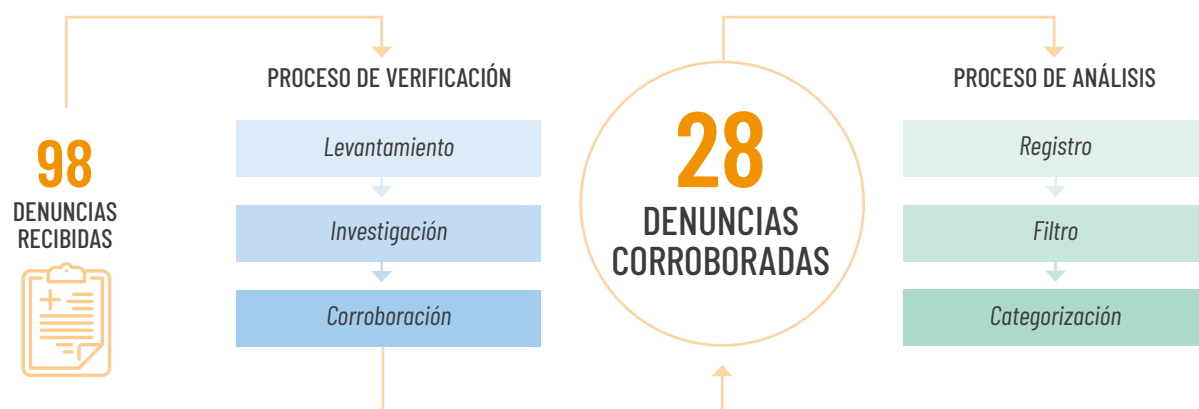 98
DENUNCIAS
RECIBIDAS
PROCESO DE VERIFICACIÓN
Levantamiento
Investigación
Corroboración
28
DENUNCIAS
CORROBORADAS
PROCESO DE ANÁLISIS
Registro
Filtro
Categorización